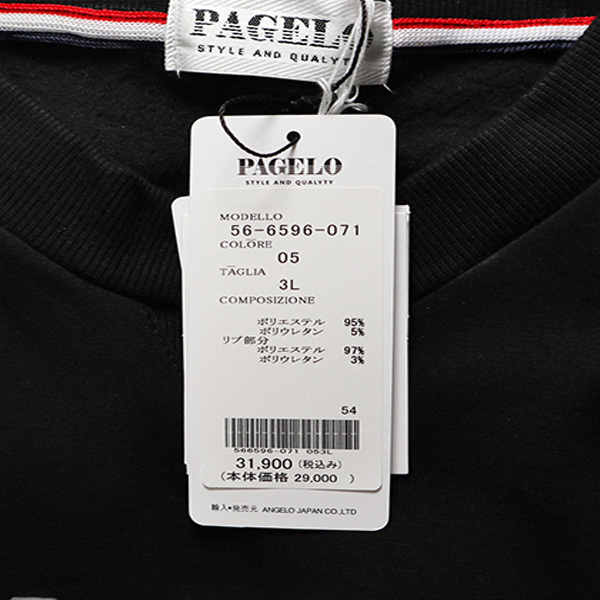 PAGELO
STYLE AND QUALYTY
PAGELO
STYLE AND QUALYTY
MODELLO
56-6596-071
COLORE
05
TAGLIA
3L
COMPOSIZIONE
ポリエステル 95%
ポリウレタン 5%
リブ部分
ポリエステル 97%
ポリウレタン 3%
54
566596-071 053L
31,900 (税込み)
(本体価格 29,000 )
輸入・発売元 ANGELO JAPAN CO.,LTD